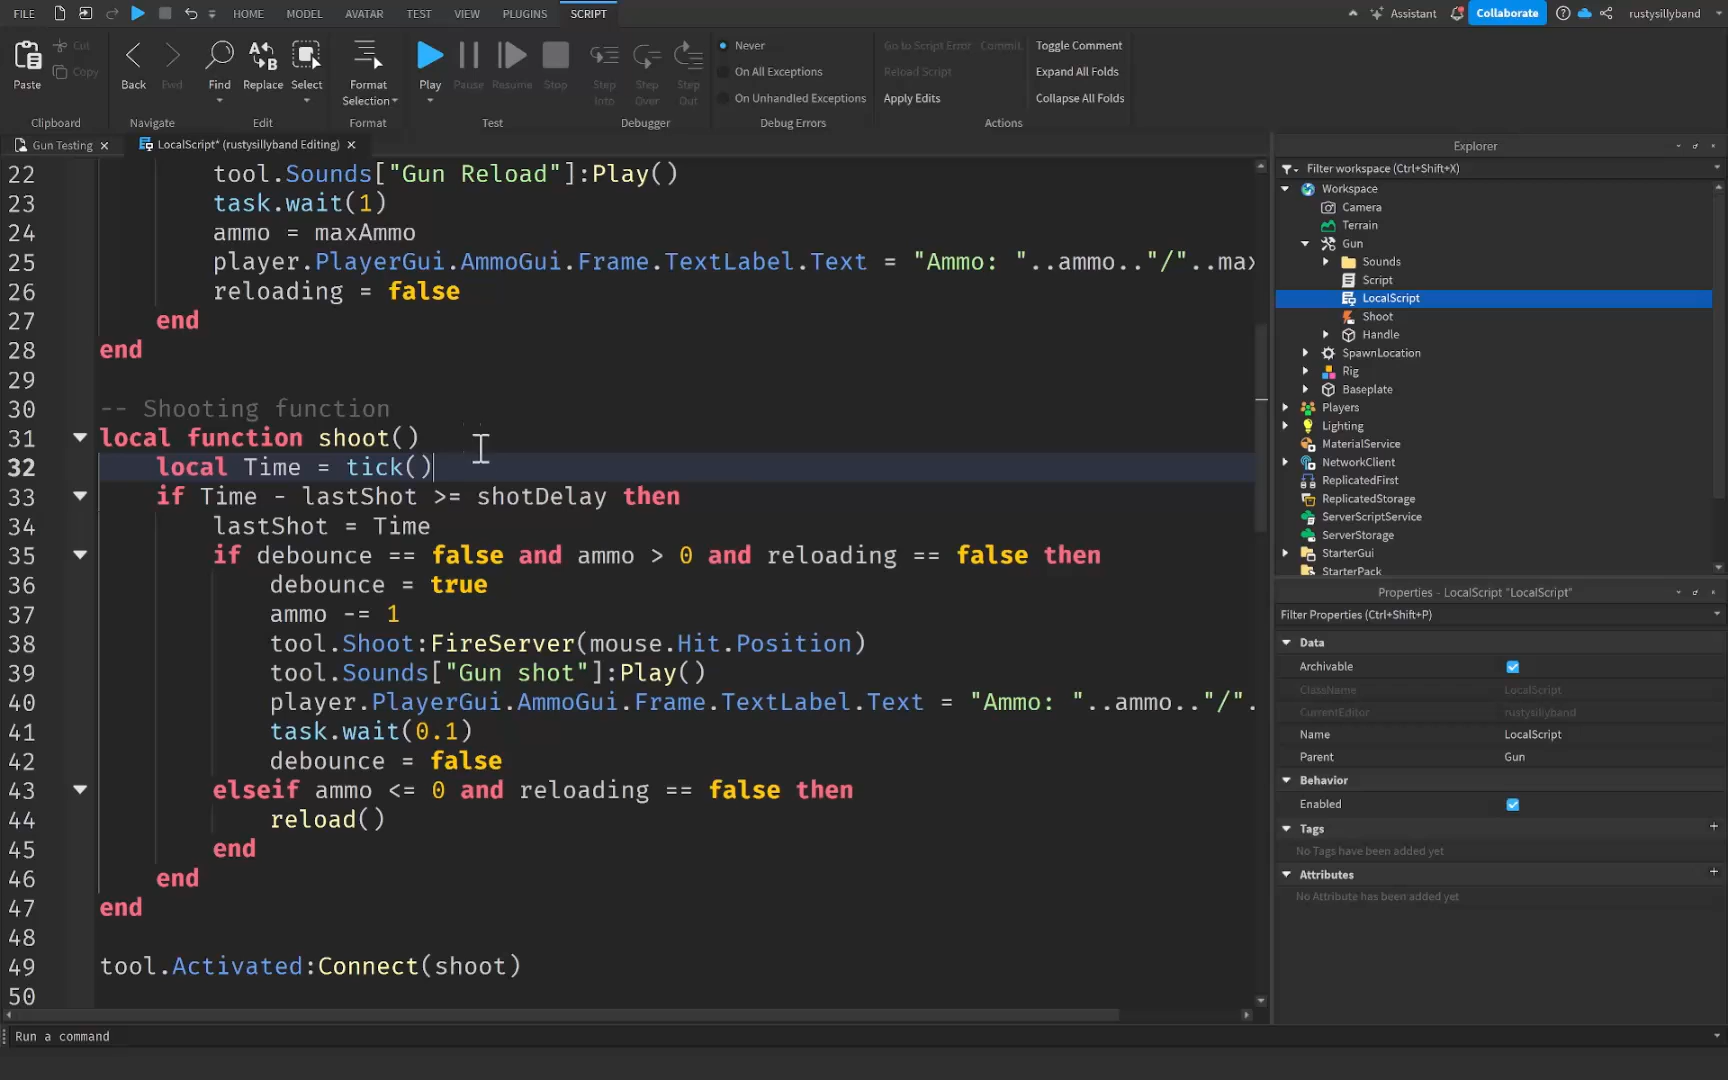 FILE HOME MODEL AVATAR TEST VIEW PLUGINS SCRIPT Assistant Collaborate rustysillyband
Paste Cut Copy
Clipboard
Back Fwd
Navigate
Find Replace Select
Edit
Format Selection
Format
Play Pause Resume Stop
Test
Step Into Step Over Step Out
Debugger
Never
On All Exceptions
On Unhandled Exceptions
Debug Errors
Go to Script Error Commit
Reload Script
Apply Edits
Toggle Comment
Expand All Folds
Collapse All Folds
Actions
Gun Testing LocalScript* (rustysillyband Editing)
22 tool.Sounds["Gun Reload"]:Play()
23 task.wait(1)
24 ammo = maxAmmo
25 player.PlayerGui.AmmoGui.Frame.TextLabel.Text = "Ammo: "..ammo.."/"..max
26 reloading = false
27 end
28 end
29
30 -- Shooting function
31 local function shoot()
32 local Time = tick()
33 if Time - lastShot >= shotDelay then
34 lastShot = Time
35 if debounce == false and ammo > 0 and reloading == false then
36 debounce = true
37 ammo -= 1
38 tool.Shoot:FireServer(mouse.Hit.Position)
39 tool.Sounds["Gun shot"]:Play()
40 player.PlayerGui.AmmoGui.Frame.TextLabel.Text = "Ammo: "..ammo.."/".
41 task.wait(0.1)
42 debounce = false
43 elseif ammo <= 0 and reloading == false then
44 reload()
45 end
46 end
47 end
48
49 tool.Activated:Connect(shoot)
50
Run a command
Explorer
Filter workspace (Ctrl+Shift+X)
Workspace
Camera
Terrain
Gun
Sounds
Script
LocalScript
Shoot
Handle
SpawnLocation
Rig
Baseplate
Players
Lighting
MaterialService
NetworkClient
ReplicatedFirst
ReplicatedStorage
ServerScriptService
ServerStorage
StarterGui
StarterPack
Properties - LocalScript "LocalScript"
Filter Properties (Ctrl+Shift+P)
Data
Archivable
ClassName LocalScript
CurrentEditor rustysillyband
Name LocalScript
Parent Gun
Behavior
Enabled
Tags
No Tags have been added yet
Attributes
No Attribute has been added yet